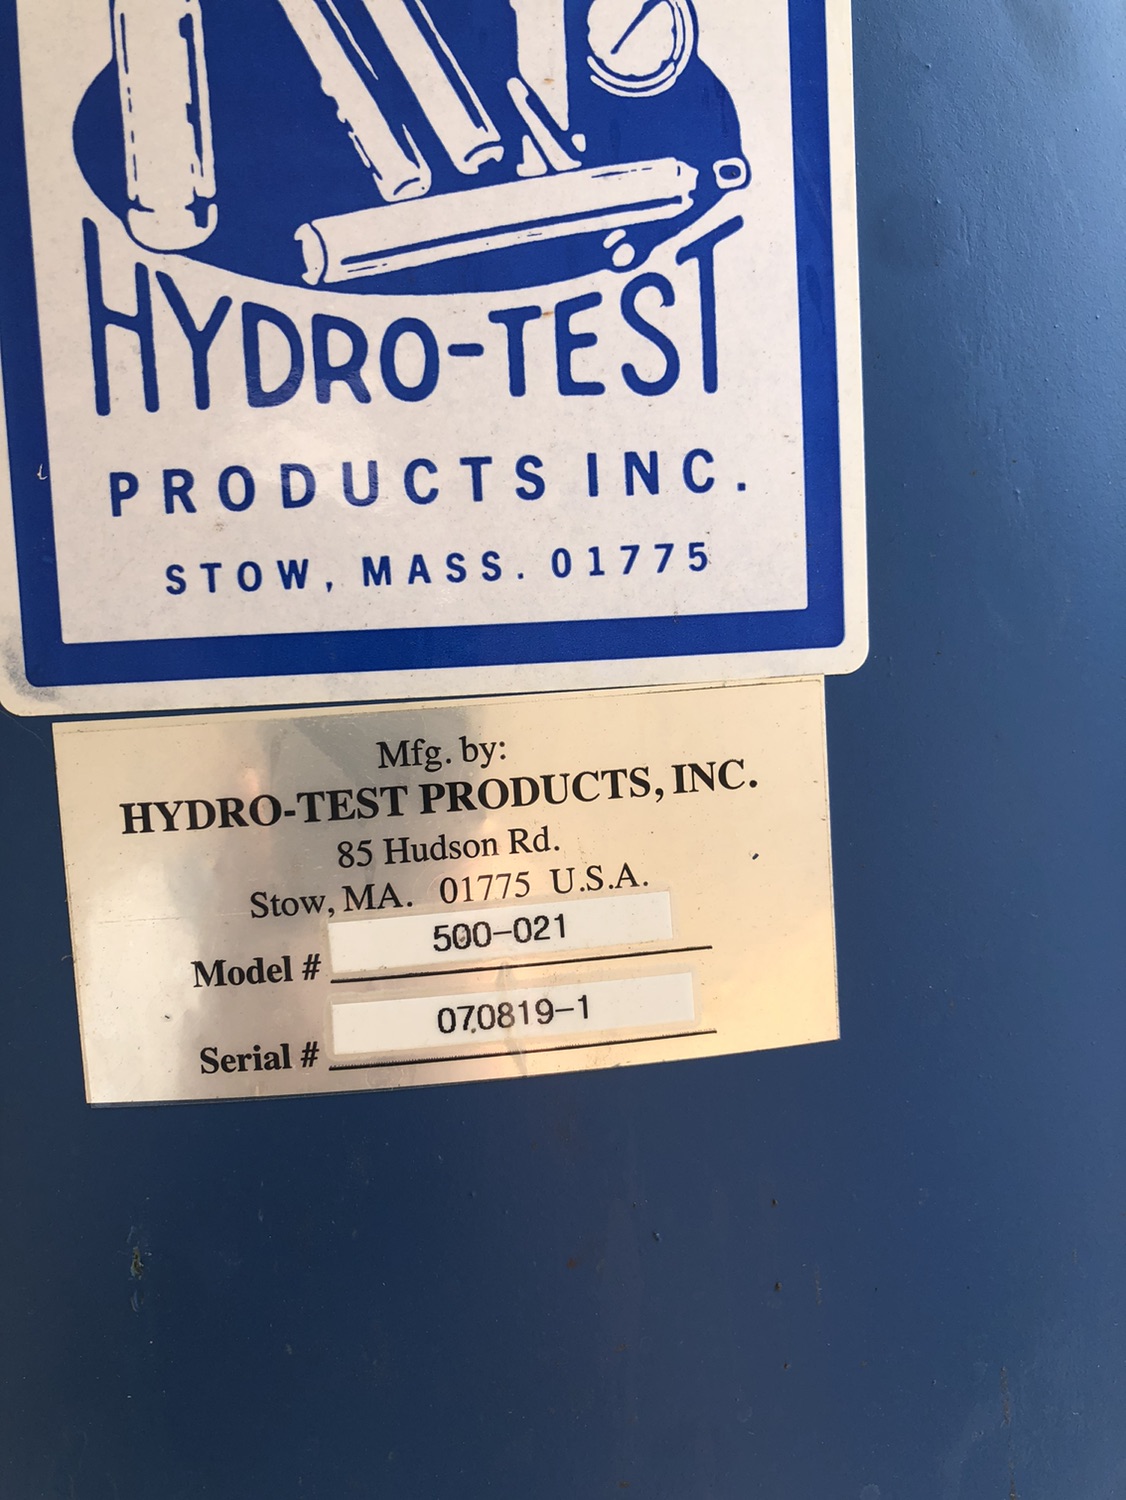 HYDRO-TEST
PRODUCTS INC.
STOW, MASS. 01775
Mfg. by:
HYDRO-TEST PRODUCTS, INC.
85 Hudson Rd.
Stow, MA. 01775 U.S.A.
Model # 500-021
Serial # 070819-1